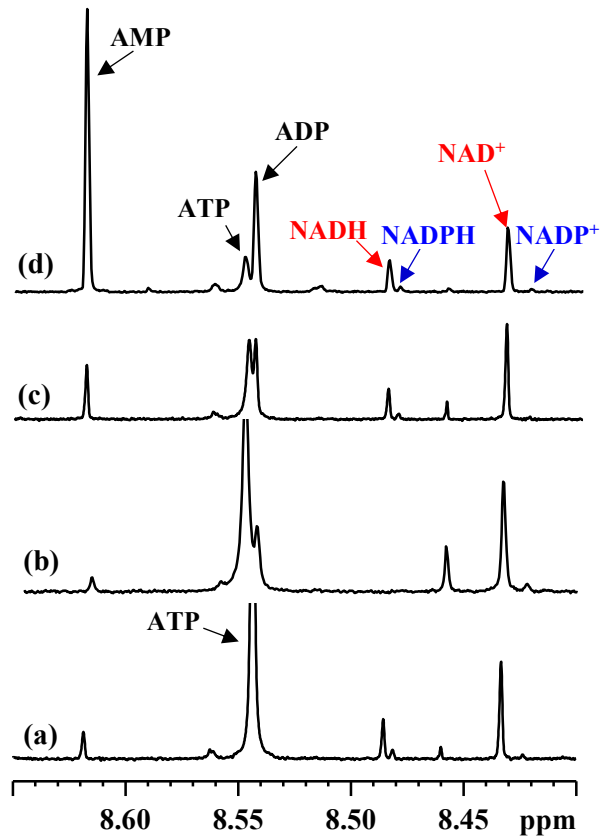 AMP
ADP
NAD⁺
ATP
NADH
NADPH
NADP⁺
(d)
(c)
(b)
ATP
(a)
8.60 8.55 8.50 8.45 ppm